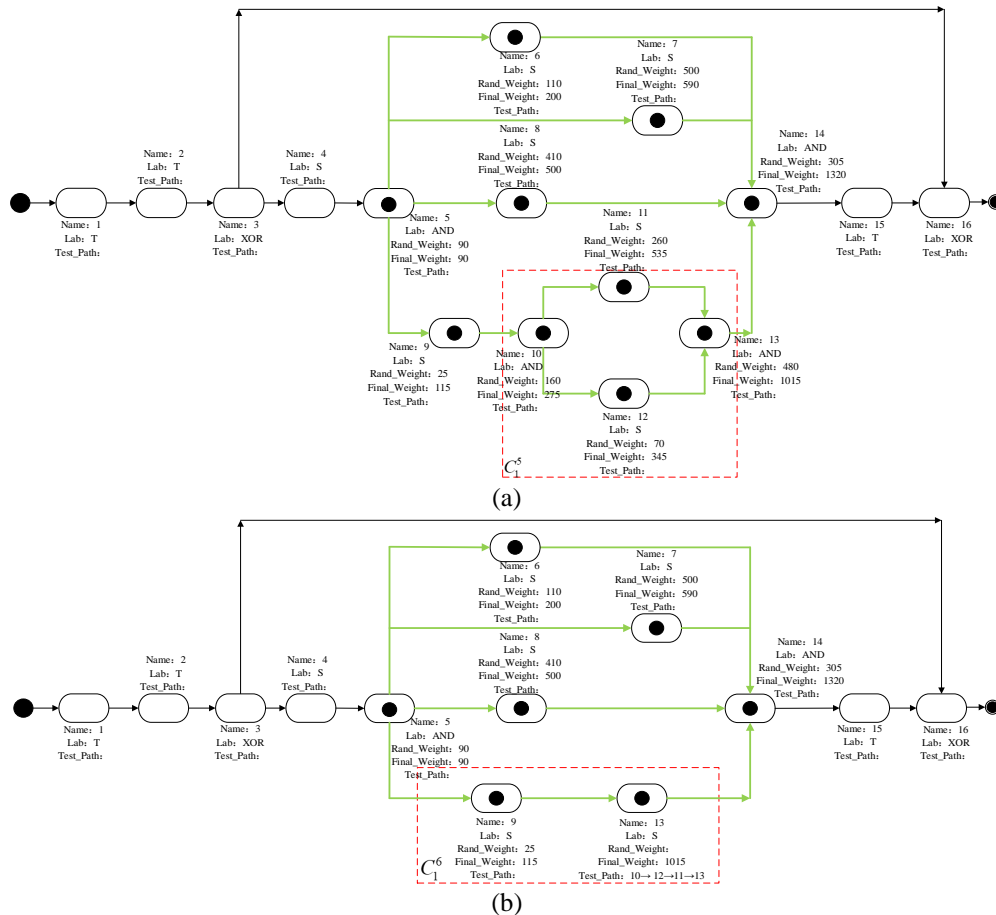 Name：6
Lab：S
Rand_Weight：110
Final_Weight：200
Test_Path：
Name：7
Lab：S
Rand_Weight：500
Final_Weight：590
Test_Path：
Name：2
Lab：T
Test_Path：
Name：4
Lab：S
Test_Path：
Name：8
Lab：S
Rand_Weight：410
Final_Weight：500
Test_Path：
Name：14
Lab：AND
Rand_Weight：305
Final_Weight：1320
Test_Path：
Name：1
Lab：T
Test_Path：
Name：3
Lab：XOR
Test_Path：
Name：5
Lab：AND
Rand_Weight：90
Final_Weight：90
Test_Path：
Name：11
Lab：S
Rand_Weight：260
Final_Weight：535
Test_Path：
Name：15
Lab：T
Test_Path：
Name：16
Lab：XOR
Test_Path：
Name：9
Lab：S
Rand_Weight：25
Final_Weight：115
Test_Path：
Name：10
Lab：AND
Rand_Weight：160
Final_Weight：275
Test_Path：
Name：13
Lab：AND
Rand_Weight：480
Final_Weight：1015
Test_Path：
Name：12
Lab：S
Rand_Weight：70
Final_Weight：345
Test_Path：
C_1^5
(a)
Name：6
Lab：S
Rand_Weight：110
Final_Weight：200
Test_Path：
Name：7
Lab：S
Rand_Weight：500
Final_Weight：590
Test_Path：
Name：2
Lab：T
Test_Path：
Name：4
Lab：S
Test_Path：
Name：8
Lab：S
Rand_Weight：410
Final_Weight：500
Test_Path：
Name：14
Lab：AND
Rand_Weight：305
Final_Weight：1320
Test_Path：
Name：1
Lab：T
Test_Path：
Name：3
Lab：XOR
Test_Path：
Name：5
Lab：AND
Rand_Weight：90
Final_Weight：90
Test_Path：
Name：15
Lab：T
Test_Path：
Name：16
Lab：XOR
Test_Path：
Name：9
Lab：S
Rand_Weight：25
Final_Weight：115
Test_Path：
Name：13
Lab：S
Rand_Weight：
Final_Weight：1015
Test_Path：10→12→11→13
C_1^6
(b)